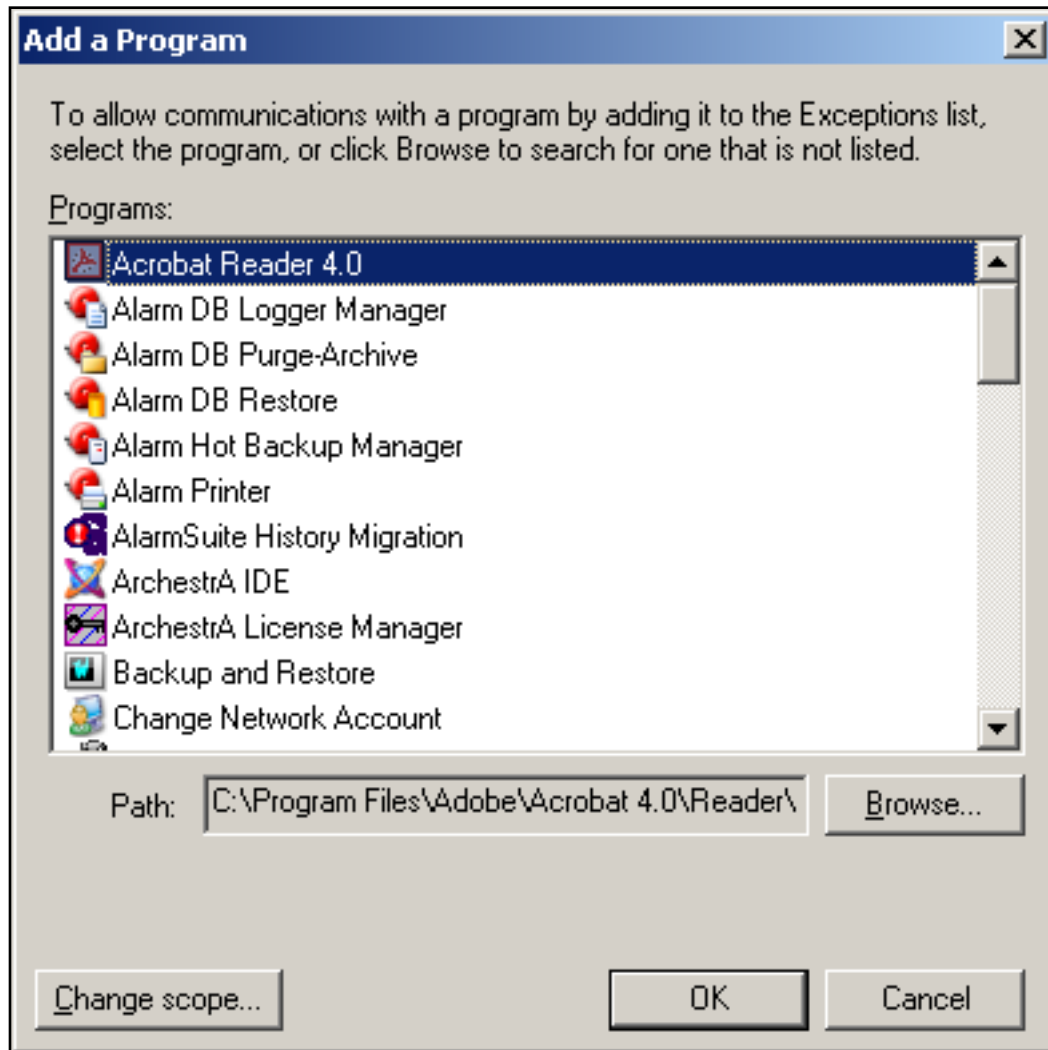 Add a Program
To allow communications with a program by adding it to the Exceptions list,
select the program, or click Browse to search for one that is not listed.
Programs:
Acrobat Reader 4.0
Alarm DB Logger Manager
Alarm DB Purge-Archive
Alarm DB Restore
Alarm Hot Backup Manager
Alarm Printer
AlarmSuite History Migration
ArchestrA IDE
ArchestrA License Manager
Backup and Restore
Change Network Account
Path: C:\Program Files\Adobe\Acrobat 4.0\Reader\ Browse...
Change scope... OK Cancel